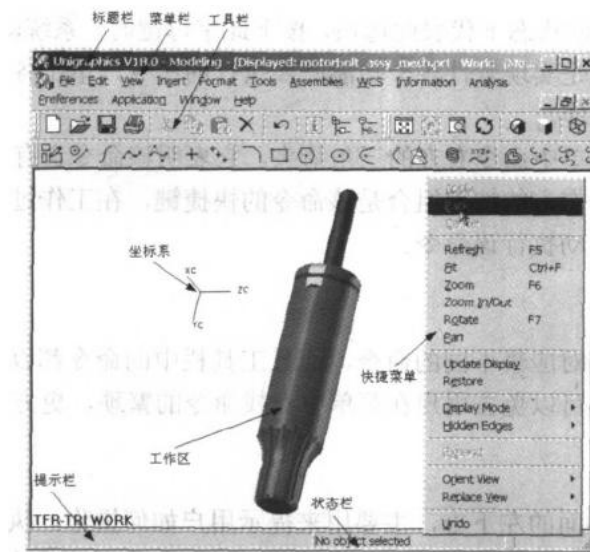 标题栏 菜单栏 工具栏
Unigraphics V18.0 - Modeling - [Displayed: motorbolt_assy_mesh.prt Work: (Mo...
File Edit View Insert Format Tools Assembles WCS Information Analysis
Preferences Application Window Help
坐标系
XC
ZC
YC
Refresh F5
Fit Ctrl+F
Zoom F6
Zoom In/Out
Rotate F7
Pan
快捷菜单
Update Display
Restore
Display Mode
Hidden Edges
Expand
Orient View
Replace View
Undo
工作区
提示栏
状态栏
TFR-TRI WORK
No object selected